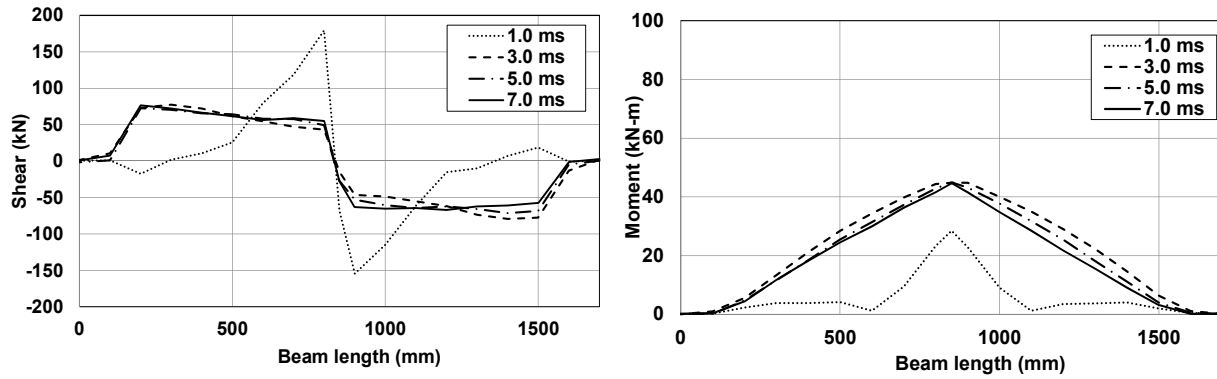 200
150
100
50
0
-50
-100
-150
-200
Shear (kN)
0 500 1000 1500
Beam length (mm)
1.0 ms
3.0 ms
5.0 ms
7.0 ms
100
80
60
40
20
0
Moment (kN-m)
0 500 1000 1500
Beam length (mm)
1.0 ms
3.0 ms
5.0 ms
7.0 ms